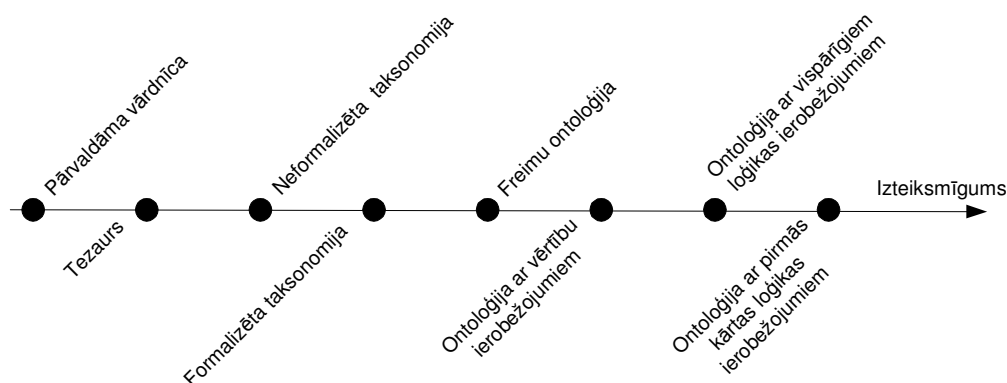 Pārvaldāma vārdnīca
Tezaurs
Neformalizēta taksonomija
Formalizēta taksonomija
Freimu ontoloģija
Ontoloģija ar vērtību
ierobežojumiem
Ontoloģija ar vispārīgiem
loģikas ierobežojumiem
Ontoloģija ar pirmās
kārtas loģikas
ierobežojumiem
Izteiksmīgums